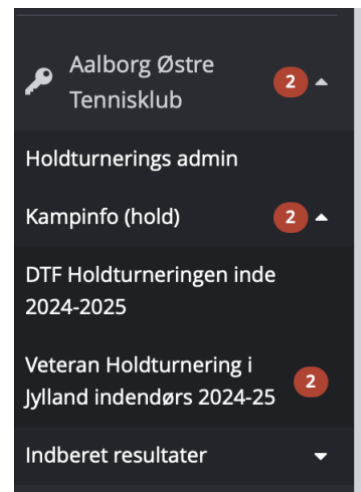 Aalborg Østre
Tennisklub
2
Holdturnerings admin
Kampinfo (hold) 2
DTF Holdturneringen inde
2024-2025
Veteran Holdturnering i
Jylland indendørs 2024-25
2
Indberet resultater